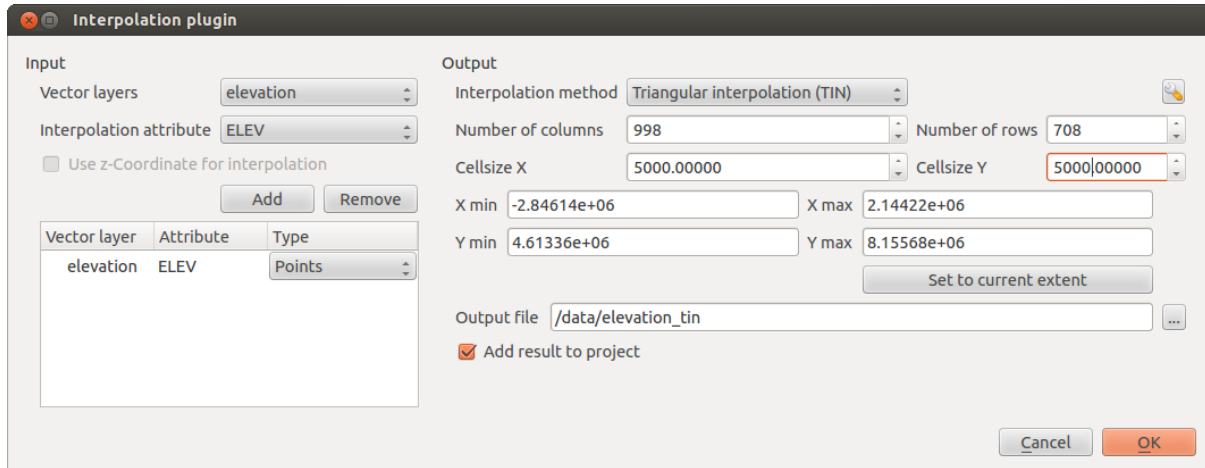 Interpolation plugin
Input
Vector layers elevation
Interpolation attribute ELEV
Use z-Coordinate for interpolation
Add Remove
Vector layer Attribute Type
elevation ELEV Points
Output
Interpolation method Triangular interpolation (TIN)
Number of columns 998 Number of rows 708
Cellsize X 5000.00000 Cellsize Y 5000.00000
X min -2.84614e+06 X max 2.14422e+06
Y min 4.61336e+06 Y max 8.15568e+06
Set to current extent
Output file /data/elevation_tin ...
Add result to project
Cancel OK